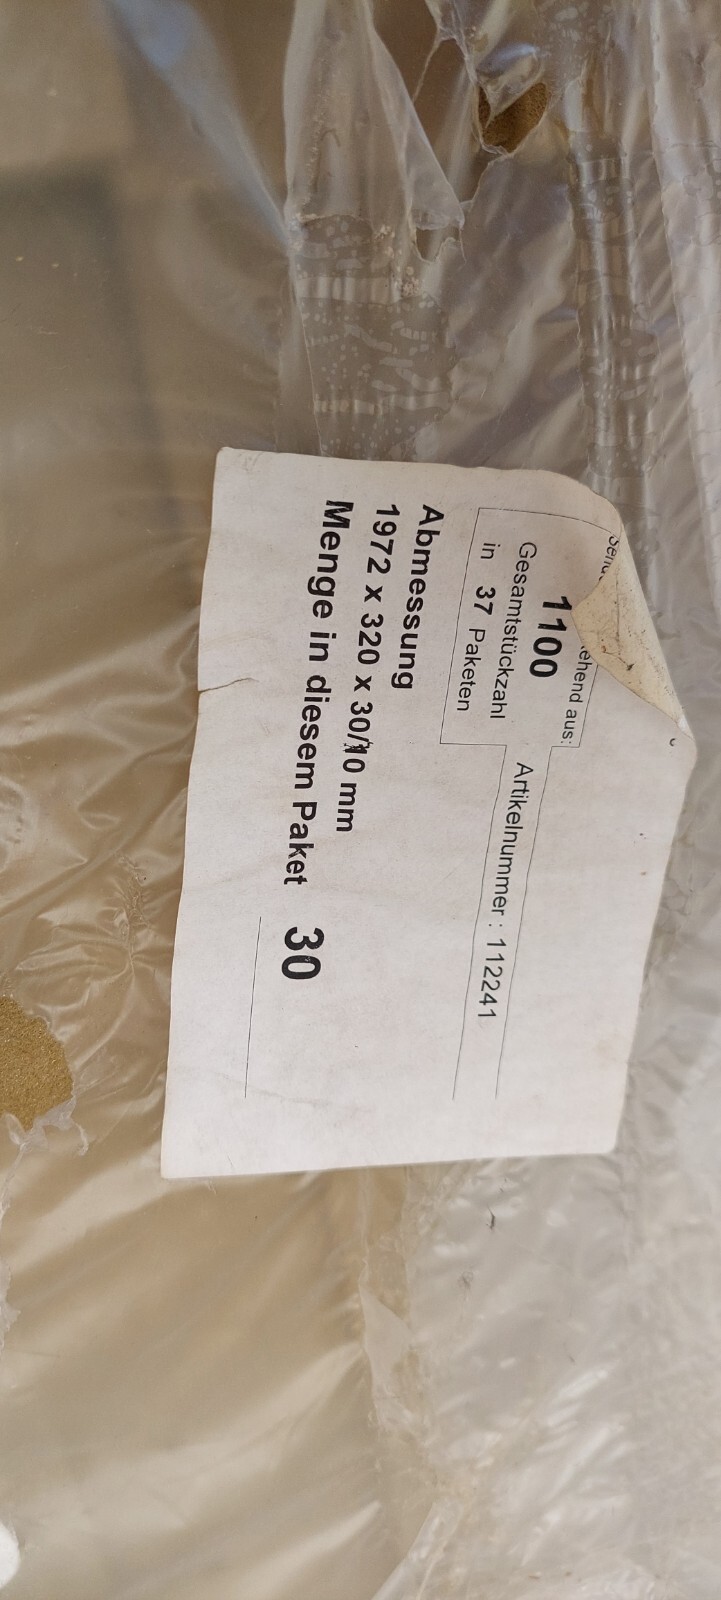 ehend aus:
1100
Gesamtstückzahl
in 37 Paketen
Artikelnummer : 112241
Abmessung
1972 x 320 x 30/10 mm
Menge in diesem Paket 30